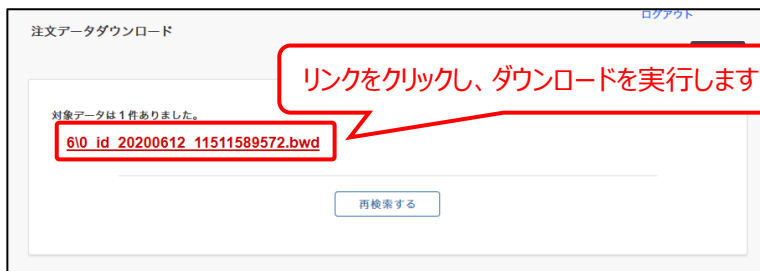 ログアウト
注文データダウンロード
リンクをクリックし、ダウンロードを実行します
対象データは1件ありました。
6\0_id_20200612_11511589572.bwd
再検索する